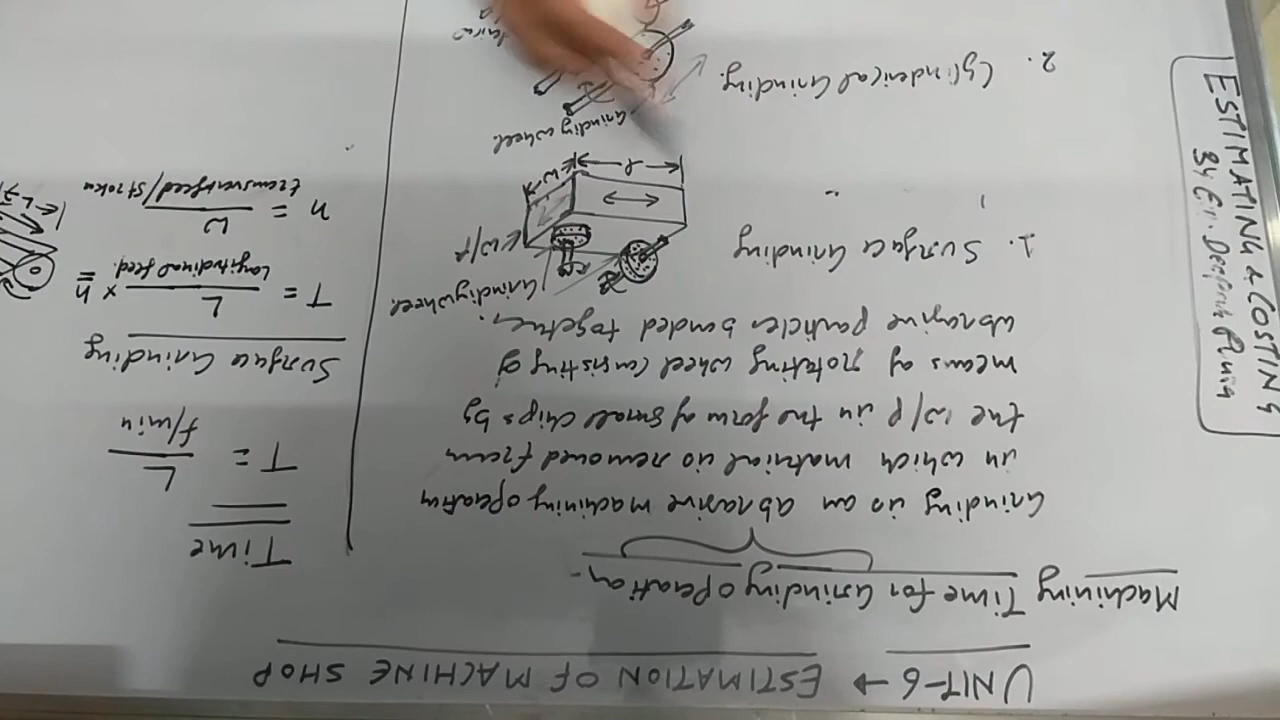 ESTIMATING & COSTING
By Er. Deepak
UNIT-6 → ESTIMATION OF MACHINE SHOP
Machining Time for Grinding Operation-
Grinding is an abrasive machining operation
in which matrial is removed from
the w/p in the form of small chips by
means of rotating wheel consisting of
abrasive particles bonded together.
1. Surface Grinding
Grinding wheel
w/p
w
l
2. Cylinderical Grinding.
Grinding wheel
Time
T = L
f/min
Surface Grinding
T = L × n
Longitudinal feed.
n = w
transverse feed/stroke
L